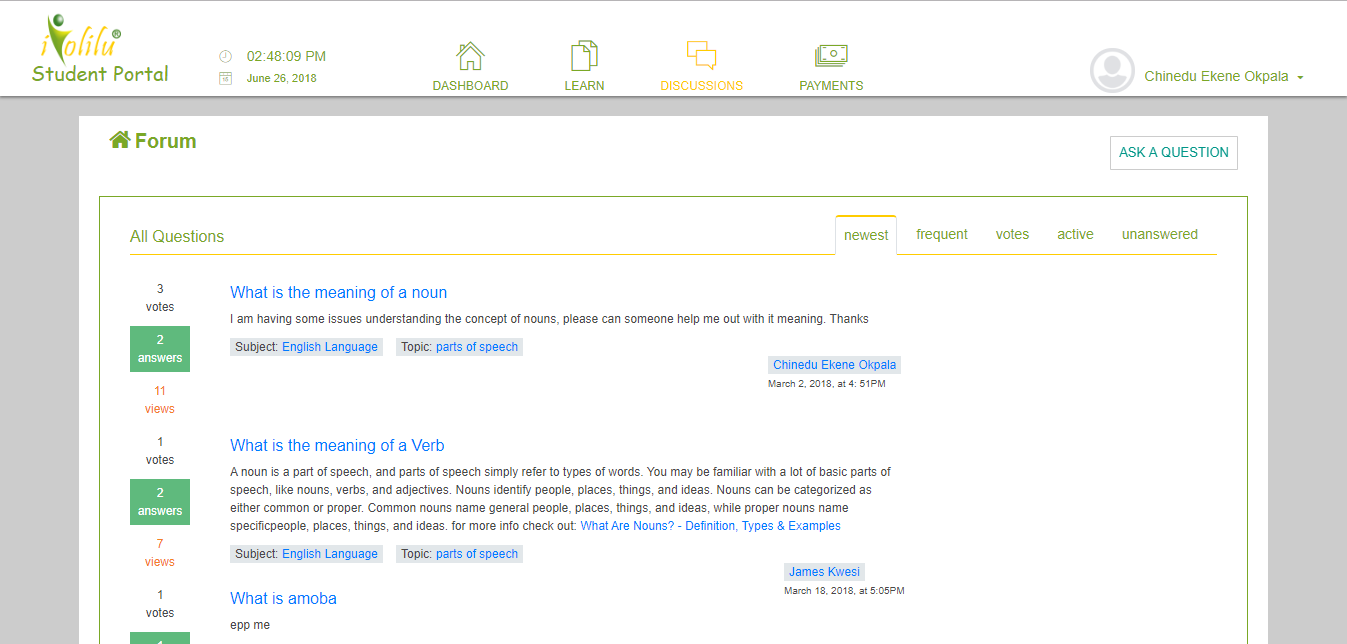 iVolilu®
Student Portal
02:48:09 PM
June 26, 2018
DASHBOARD
LEARN
DISCUSSIONS
PAYMENTS
Chinedu Ekene Okpala
Forum
ASK A QUESTION
All Questions
newest
frequent
votes
active
unanswered
3
votes
2
answers
11
views
What is the meaning of a noun
I am having some issues understanding the concept of nouns, please can someone help me out with it meaning. Thanks
Subject: English Language Topic: parts of speech
Chinedu Ekene Okpala
March 2, 2018, at 4: 51PM
1
votes
2
answers
7
views
What is the meaning of a Verb
A noun is a part of speech, and parts of speech simply refer to types of words. You may be familiar with a lot of basic parts of
speech, like nouns, verbs, and adjectives. Nouns identify people, places, things, and ideas. Nouns can be categorized as
either common or proper. Common nouns name general people, places, things, and ideas, while proper nouns name
specificpeople, places, things, and ideas. for more info check out: What Are Nouns? - Definition, Types & Examples
Subject: English Language Topic: parts of speech
James Kwesi
March 18, 2018, at 5:05PM
1
votes
What is amoba
epp me